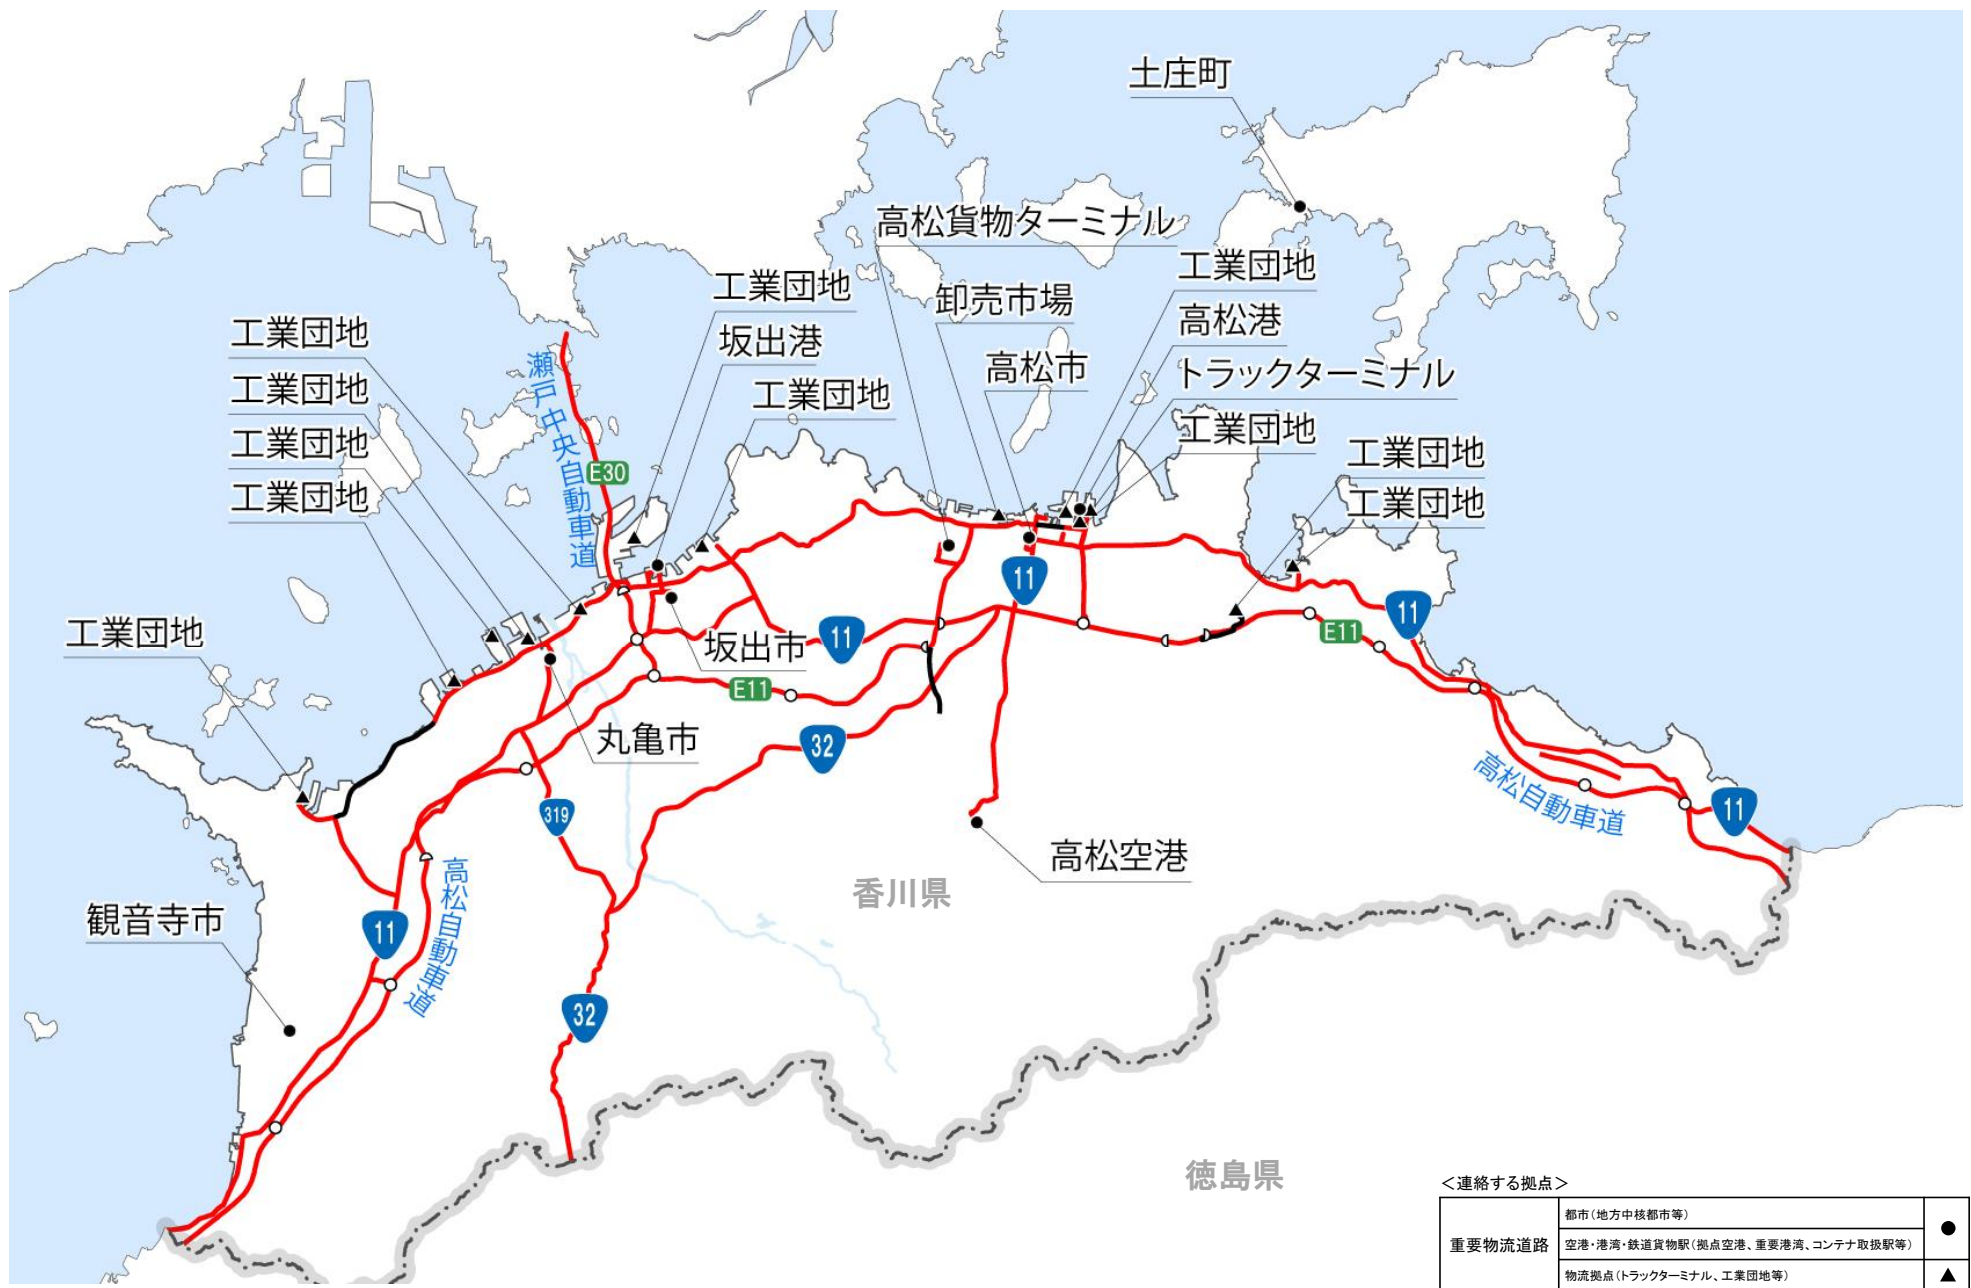 土庄町
高松貨物ターミナル
工業団地
卸売市場
高松港
高松市
トラックターミナル
工業団地
工業団地
工業団地
工業団地
坂出港
工業団地
工業団地
工業団地
工業団地
工業団地
瀬戸中央自動車道
E30
工業団地
坂出市
丸亀市
11
11
11
E11
E11
32
319
高松自動車道
11
高松空港
香川県
高松自動車道
観音寺市
11
32
徳島県
＜連絡する拠点＞
重要物流道路
都市(地方中核都市等)
●
空港・港湾・鉄道貨物駅(拠点空港、重要港湾、コンテナ取扱駅等)
物流拠点(トラックターミナル、工業団地等)
▲